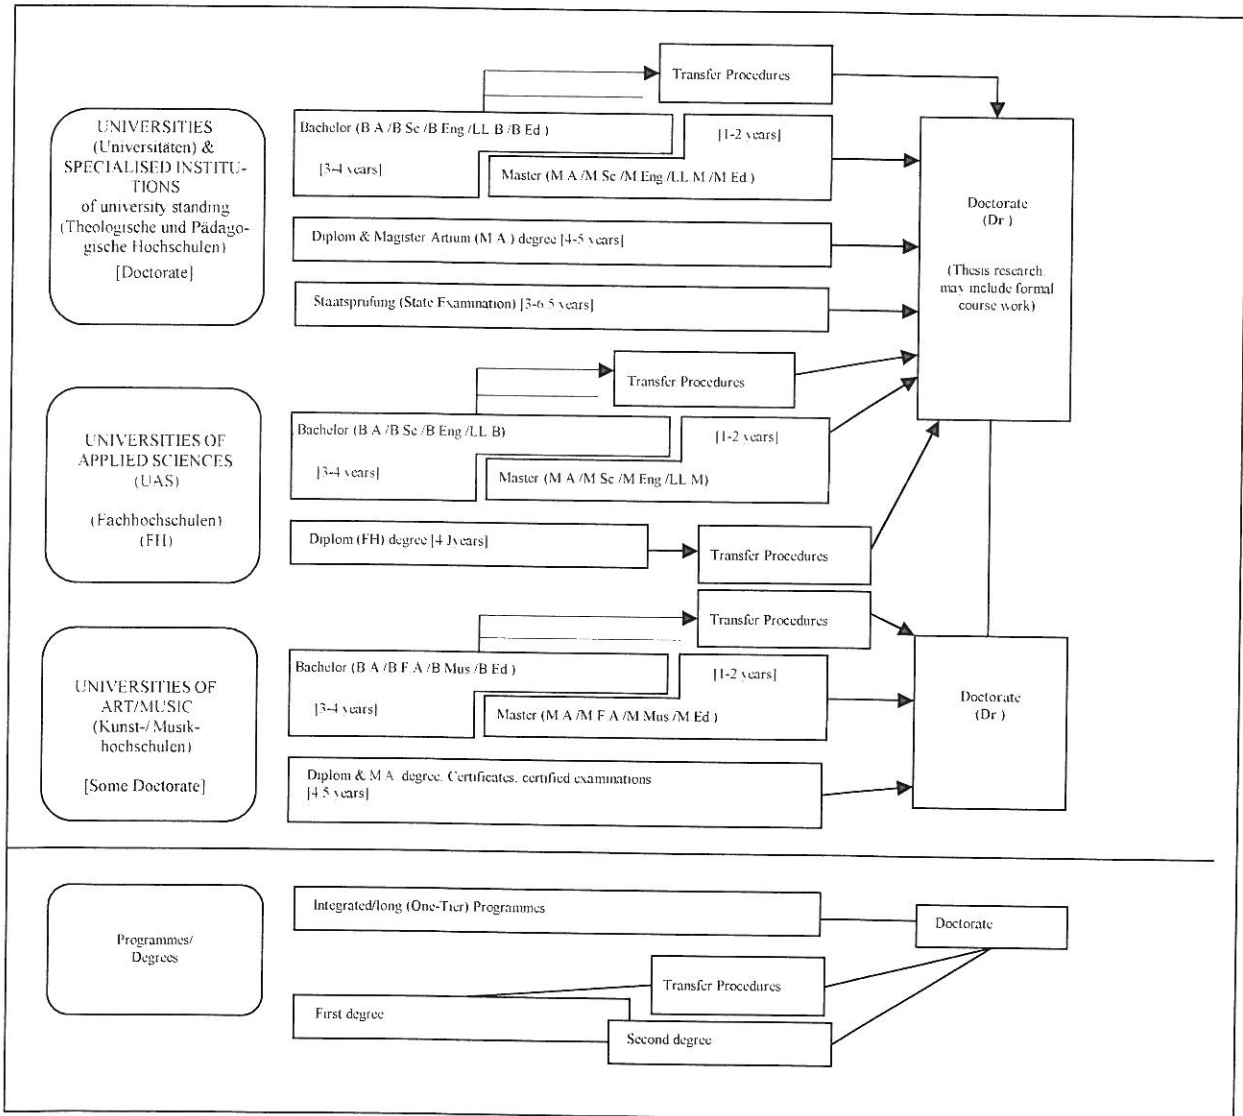 Transfer Procedures
UNIVERSITIES
(Universitäten) &
SPECIALISED INSTITU-
TIONS
of university standing
(Theologische und Pädago-
gische Hochschulen)
[Doctorate]
Bachelor (B A /B Sc /B Eng /LL B /B Ed )
[3-4 years]
[1-2 years]
Master (M A /M Sc /M Eng /LL M /M Ed )
Diplom & Magister Artium (M A ) degree [4-5 years]
Staatsprufung (State Examination) [3-6 5 years]
Doctorate
(Dr )
(Thesis research
may include formal
course work)
Transfer Procedures
UNIVERSITIES OF
APPLIED SCIENCES
(UAS)
(Fachhochschulen)
(FH)
Bachelor (B A /B Sc /B Eng /LL B)
[3-4 years]
[1-2 years]
Master (M A /M Sc /M Eng /LL M)
Diplom (FH) degree [4 years]
Transfer Procedures
Transfer Procedures
UNIVERSITIES OF
ART/MUSIC
(Kunst-/ Musik-
hochschulen)
[Some Doctorate]
Bachelor (B A /B F A /B Mus /B Ed )
[3-4 years]
[1-2 years]
Master (M A /M F A /M Mus /M Ed )
Diplom & M A degree, Certificates, certified examinations
[4 5 years]
Doctorate
(Dr )
Programmes/
Degrees
Integrated/long (One-Tier) Programmes
Doctorate
Transfer Procedures
First degree
Second degree